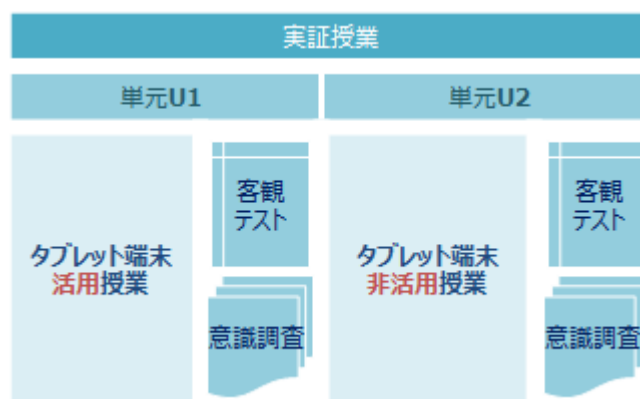 実証授業
単元U1
単元U2
タブレット端末
活用授業
客観
テスト
意識調査
タブレット端末
非活用授業
客観
テスト
意識調査